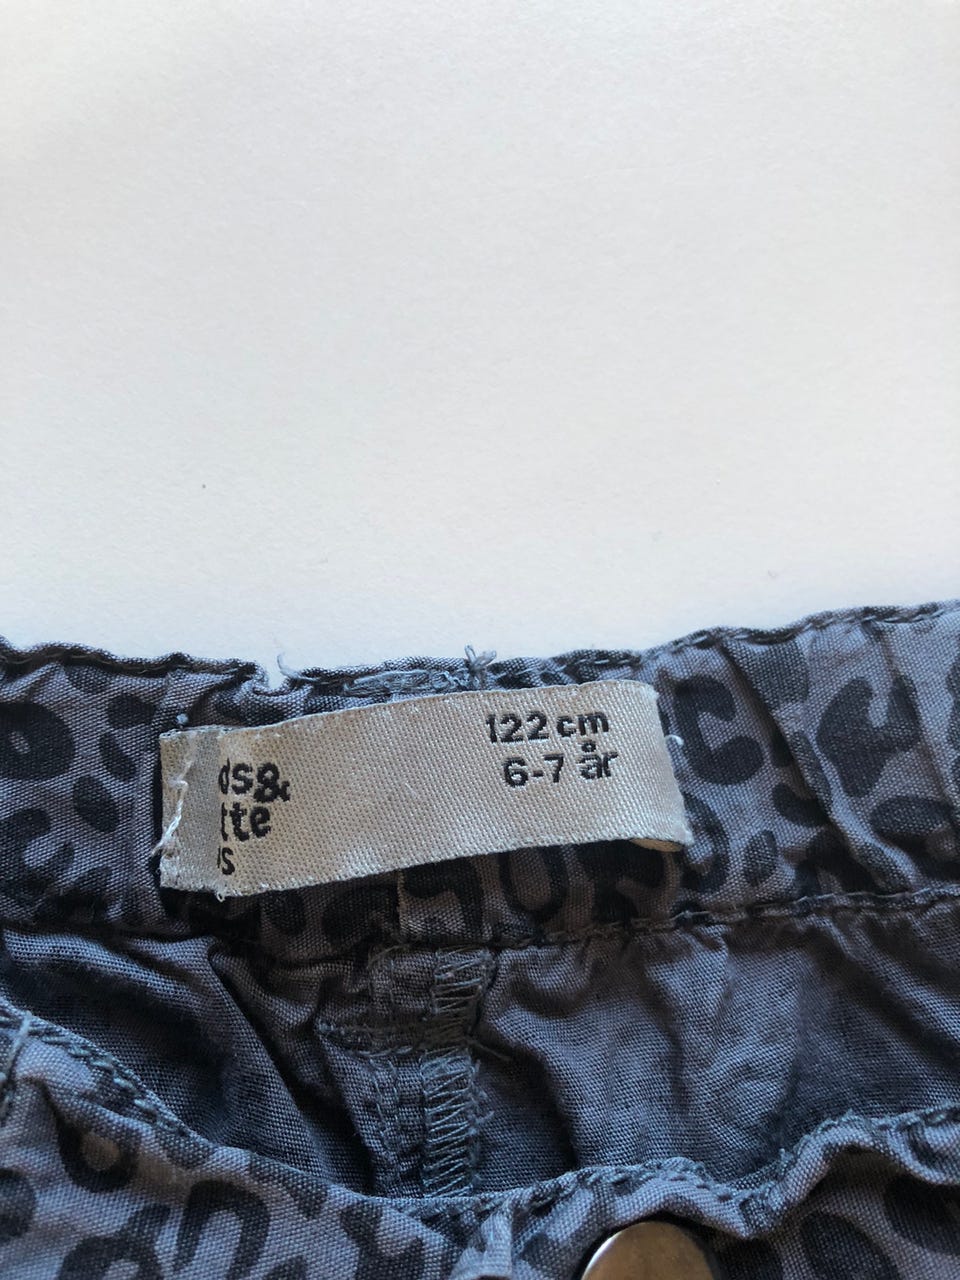 ds&
tte
s
122 cm
6-7 år